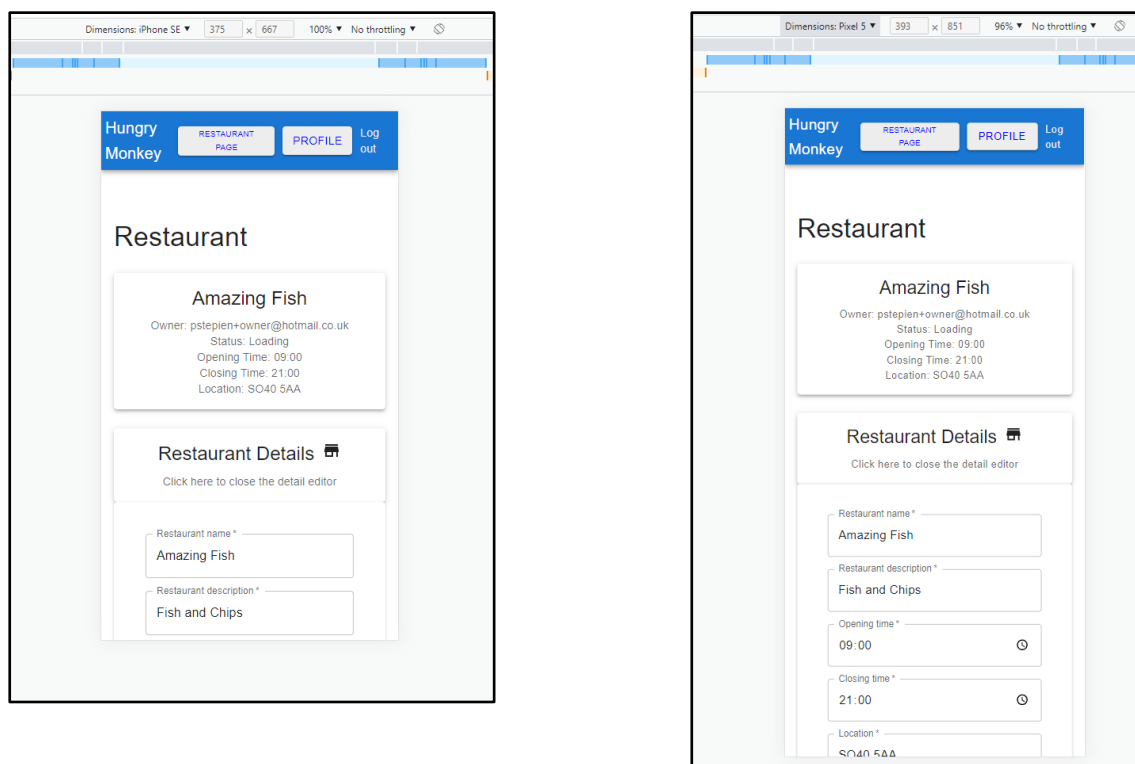 Dimensions: iPhone SE ▼ 375 × 667 100% ▼ No throttling ▼
Hungry
Monkey
RESTAURANT
PAGE
PROFILE
Log
out
Restaurant
Amazing Fish
Owner: pstepien+owner@hotmail.co.uk
Status: Loading
Opening Time: 09:00
Closing Time: 21:00
Location: SO40 5AA
Restaurant Details
Click here to close the detail editor
Restaurant name *
Amazing Fish
Restaurant description *
Fish and Chips
Dimensions: Pixel 5 ▼ 393 × 851 96% ▼ No throttling ▼
Hungry
Monkey
RESTAURANT
PAGE
PROFILE
Log
out
Restaurant
Amazing Fish
Owner: pstepien+owner@hotmail.co.uk
Status: Loading
Opening Time: 09:00
Closing Time: 21:00
Location: SO40 5AA
Restaurant Details
Click here to close the detail editor
Restaurant name *
Amazing Fish
Restaurant description *
Fish and Chips
Opening time *
09:00
Closing time *
21:00
Location *
SO40 5AA